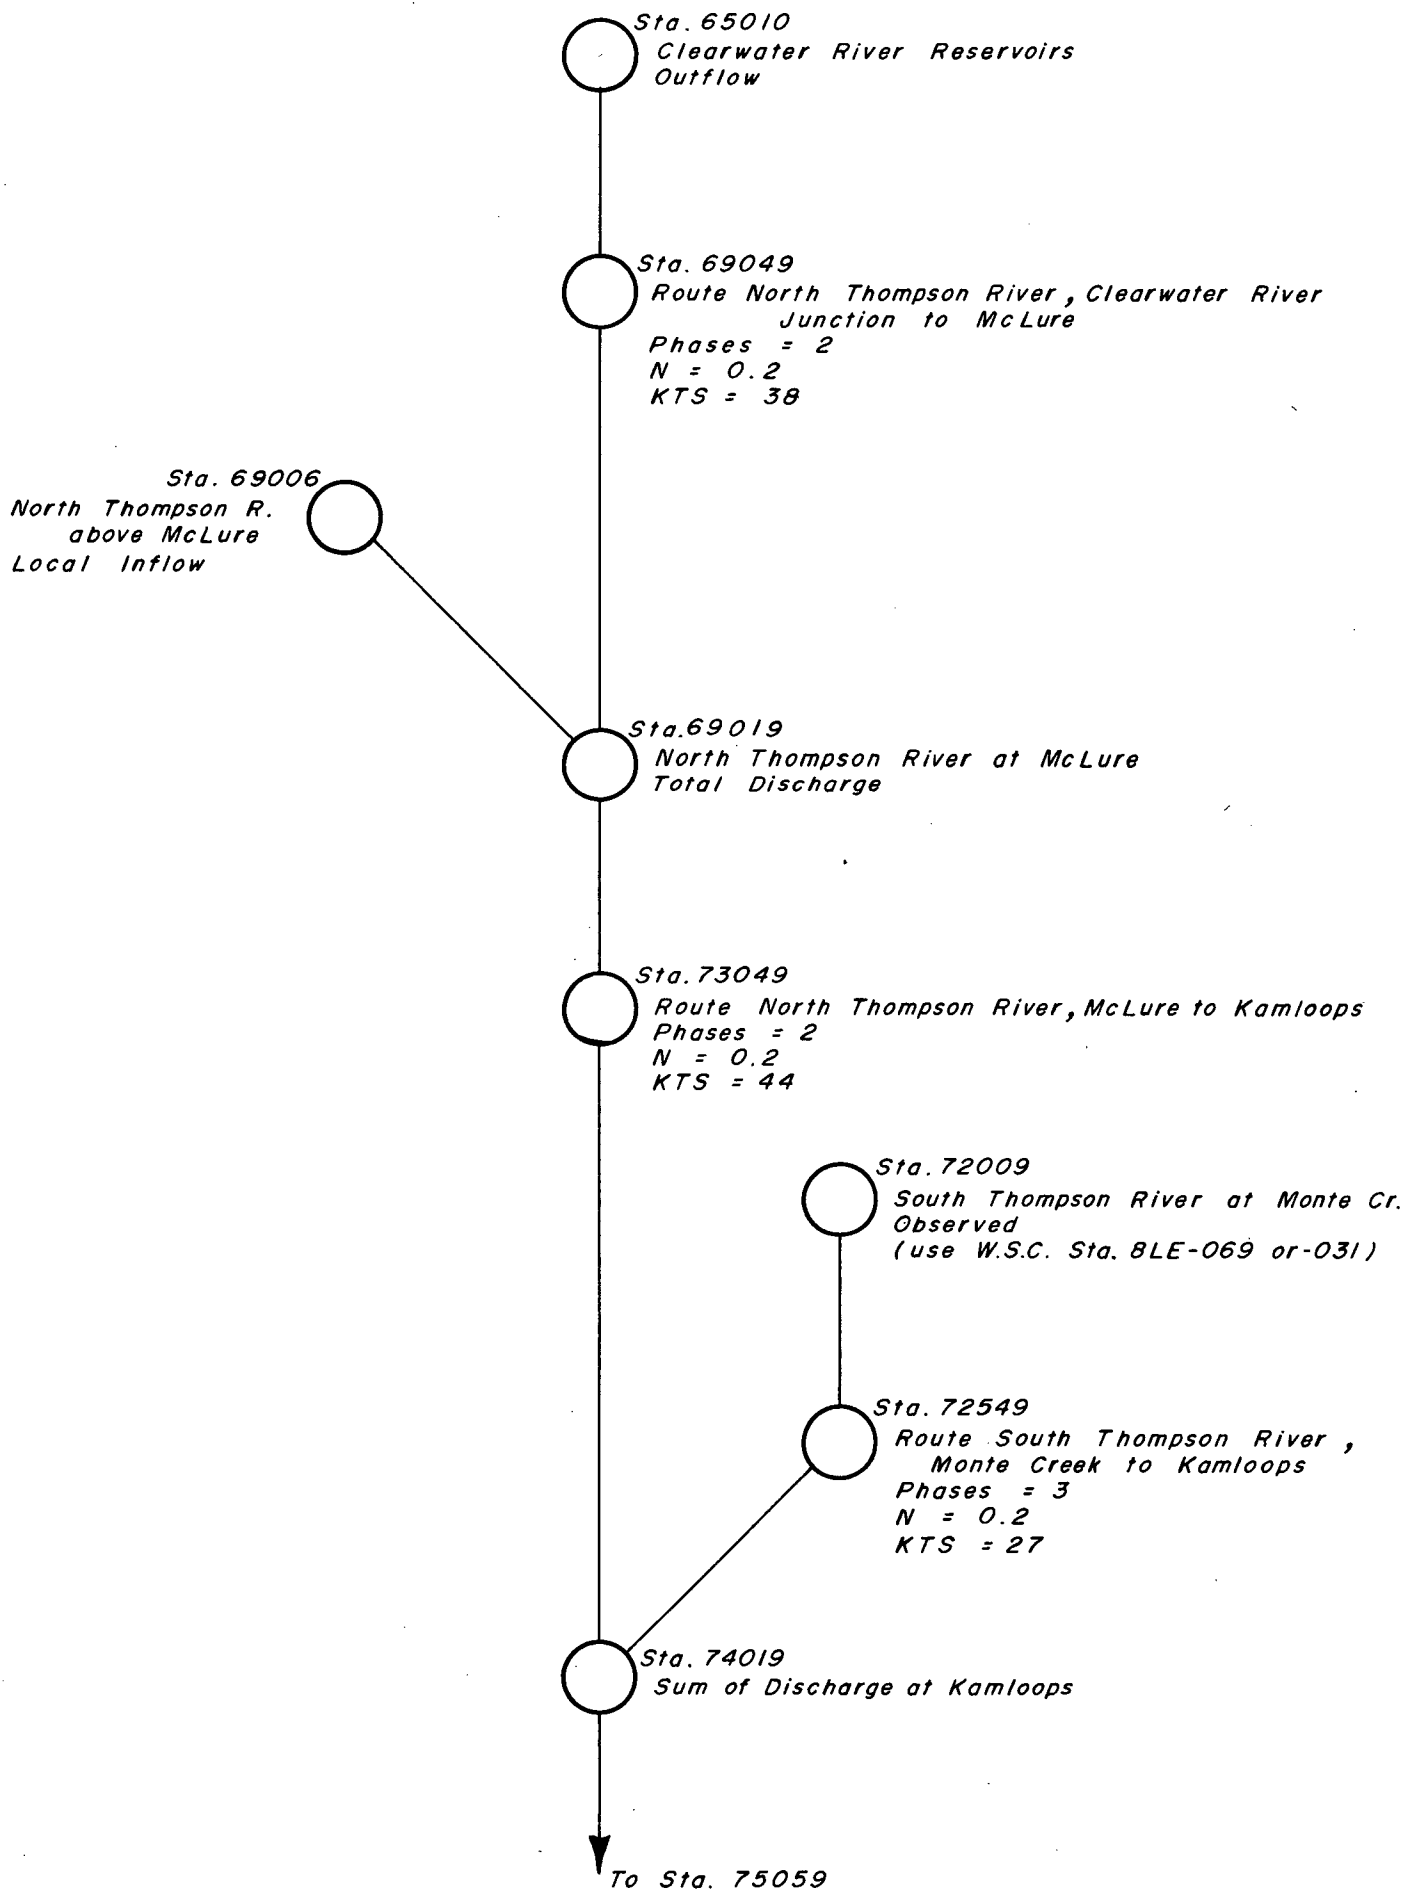 Sta. 65010
Clearwater River Reservoirs
Outflow
Sta. 69049
Route North Thompson River, Clearwater River
Junction to McLure
Phases = 2
N = 0.2
KTS = 38
Sta. 69006
North Thompson R.
above McLure
Local Inflow
Sta. 69019
North Thompson River at McLure
Total Discharge
Sta. 73049
Route North Thompson River, McLure to Kamloops
Phases = 2
N = 0.2
KTS = 44
Sta. 72009
South Thompson River at Monte Cr.
Observed
(use W.S.C. Sta. 8LE-069 or -031)
Sta. 72549
Route South Thompson River,
Monte Creek to Kamloops
Phases = 3
N = 0.2
KTS = 27
Sta. 74019
Sum of Discharge at Kamloops
To Sta. 75059